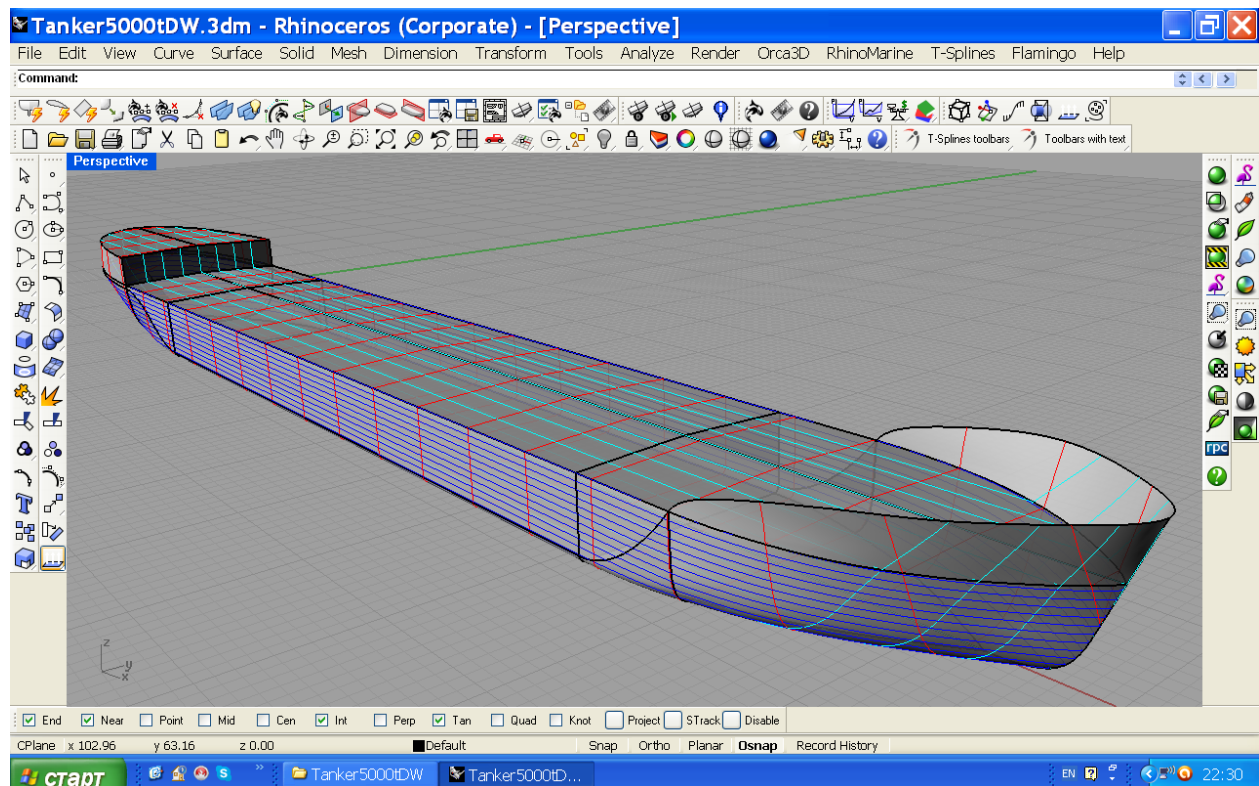 Tanker5000tDW.3dm - Rhinoceros (Corporate) - [Perspective]
File Edit View Curve Surface Solid Mesh Dimension Transform Tools Analyze Render Orca3D RhinoMarine T-Splines Flamingo Help
Command:
T-Splines toolbars Toolbars with text
Perspective
rpc
z
y
x
End Near Point Mid Cen Int Perp Tan Quad Knot Project STrack Disable
CPlane x 102.96 y 63.16 z 0.00 Default Snap Ortho Planar Osnap Record History
старт Tanker5000tDW Tanker5000tD... EN 22:30